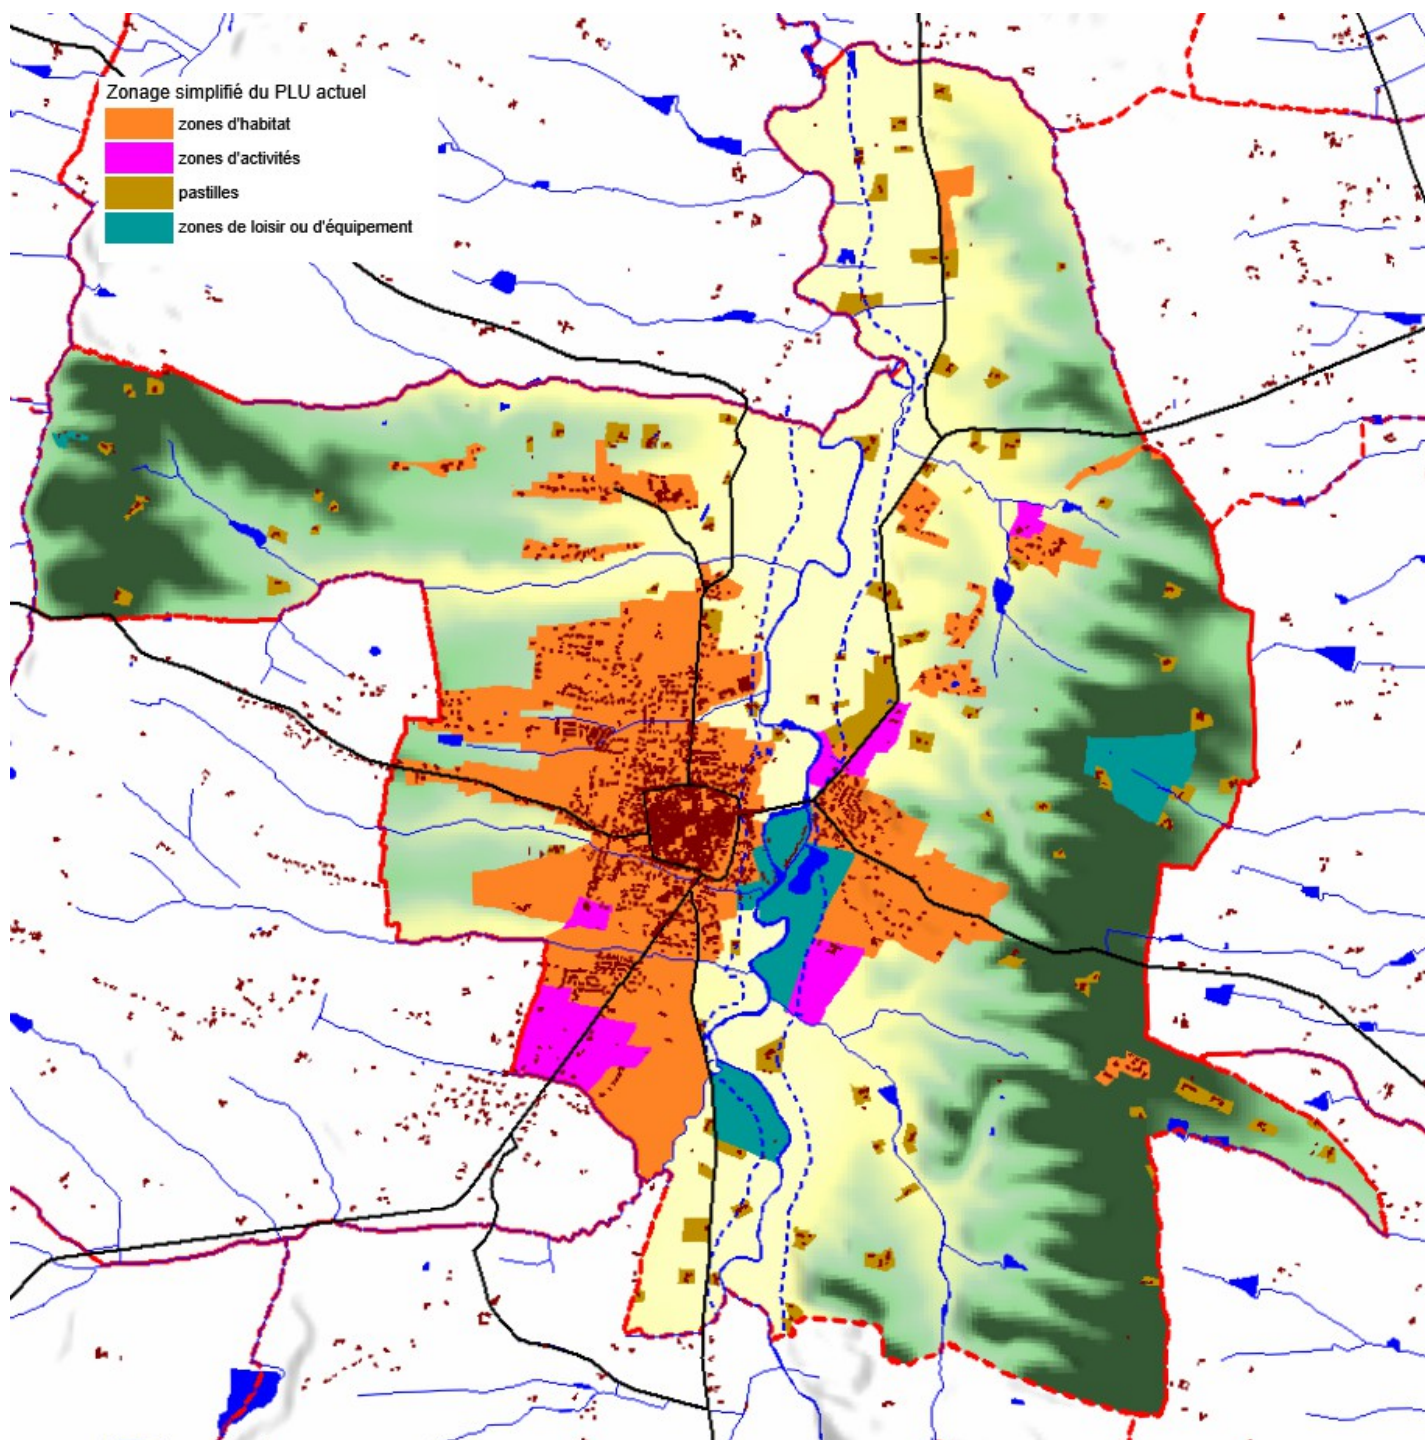 Zonage simplifié du PLU actuel
zones d'habitat
zones d'activités
pastilles
zones de loisir ou d'équipement